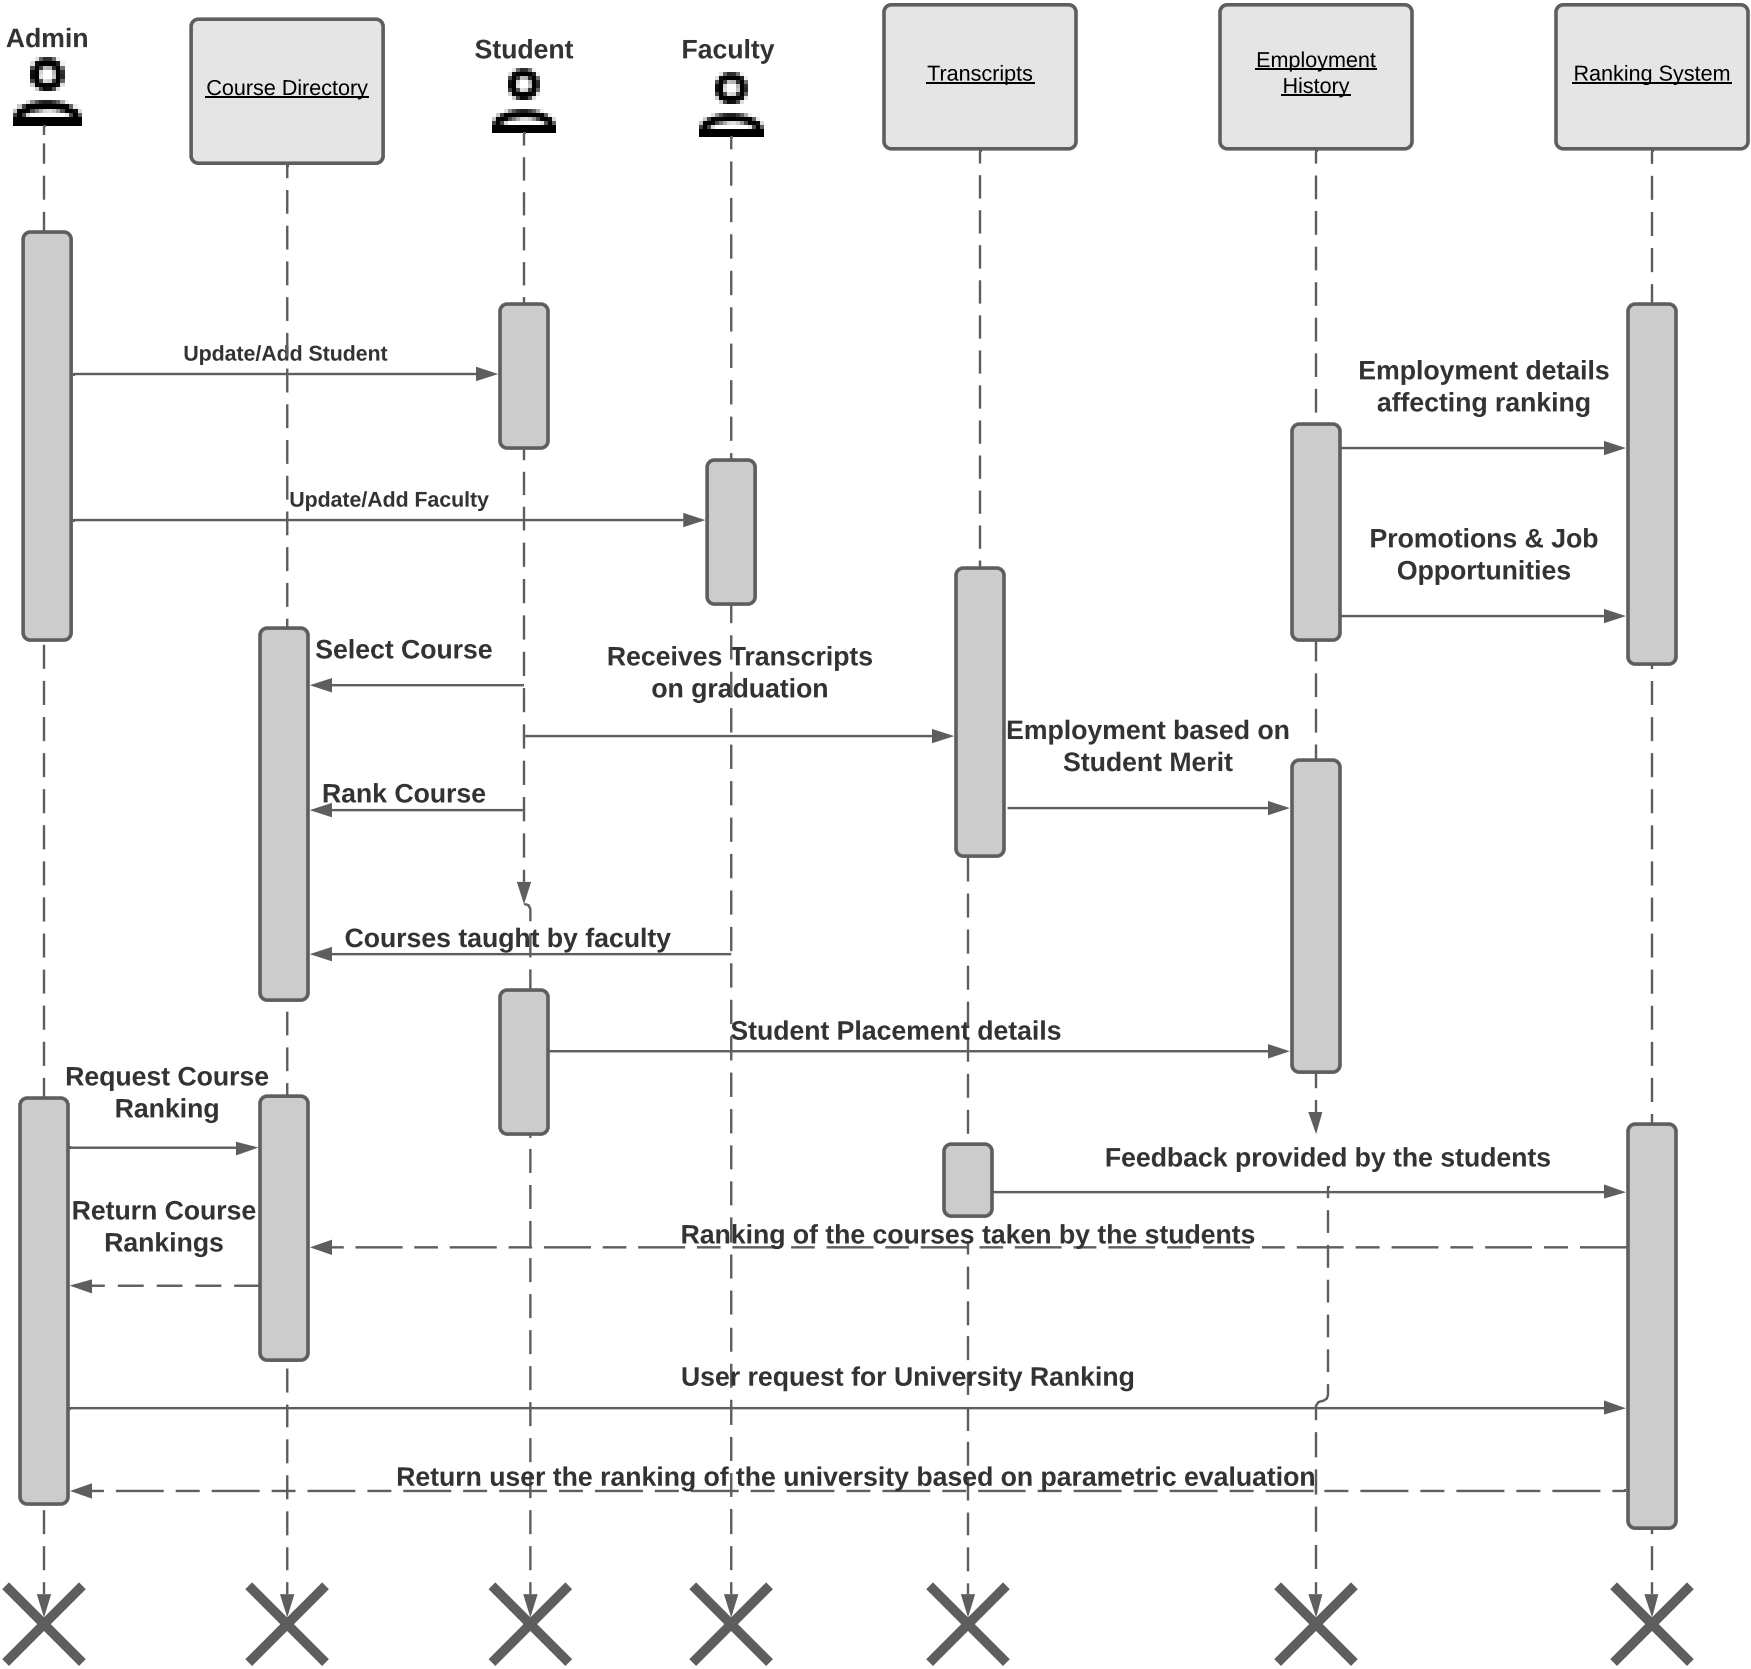 Admin
Course Directory
Student
Faculty
Transcripts
Employment
History
Ranking System
Update/Add Student
Employment details
affecting ranking
Update/Add Faculty
Promotions & Job
Opportunities
Select Course
Receives Transcripts
on graduation
Employment based on
Student Merit
Rank Course
Courses taught by faculty
Student Placement details
Request Course
Ranking
Feedback provided by the students
Return Course
Rankings
Ranking of the courses taken by the students
User request for University Ranking
Return user the ranking of the university based on parametric evaluation